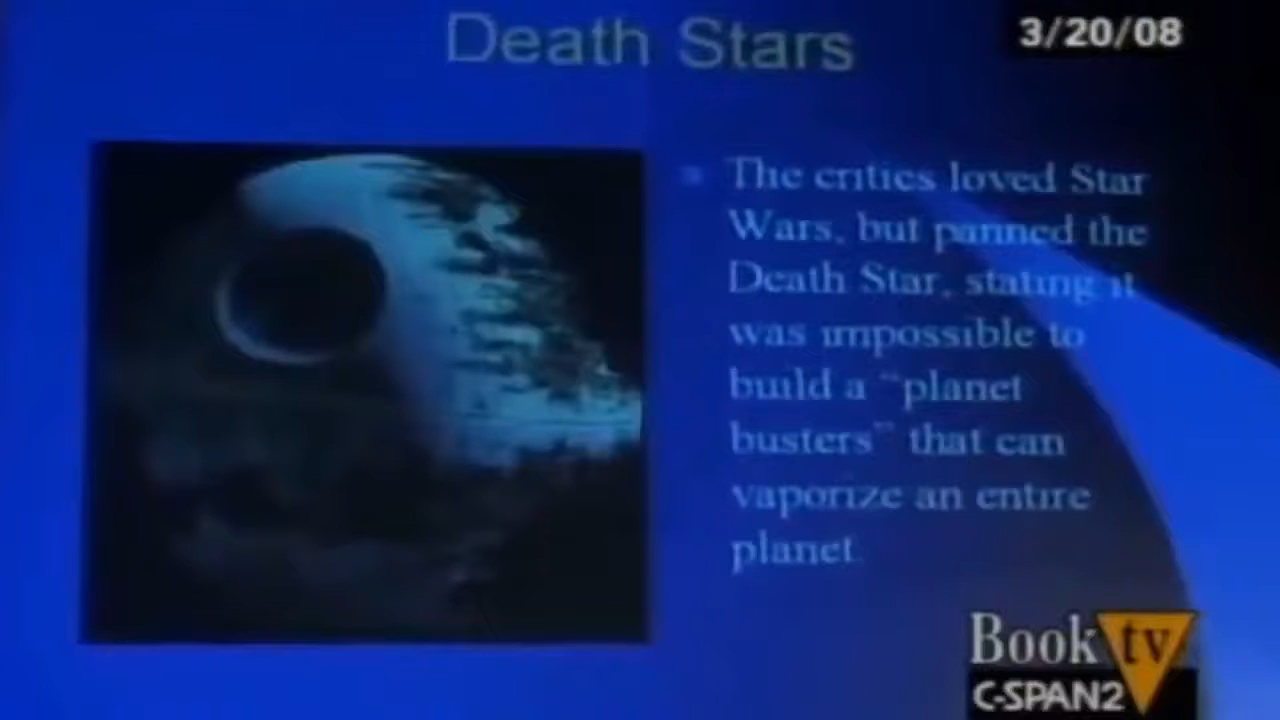 Death Stars
3/20/08
The critics loved Star
Wars, but panned the
Death Star, stating it
was impossible to
build a "planet
busters" that can
vaporize an entire
planet.
Book tv
C-SPAN2